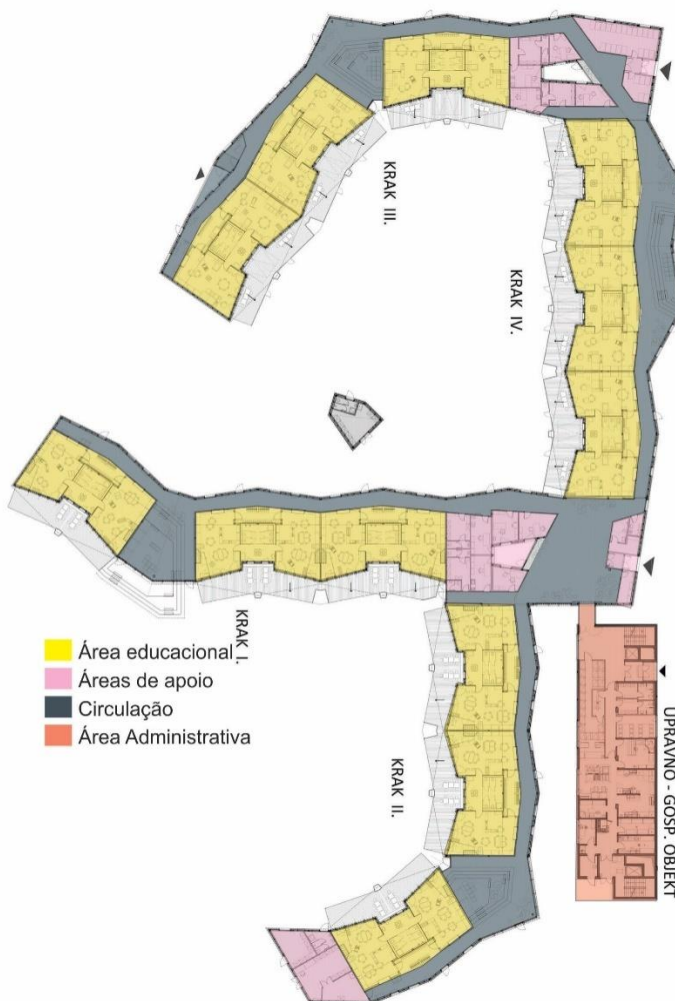 KRAK III.
KRAK IV.
KRAK I.
Área educacional
Áreas de apoio
Circulação
Área Administrativa
KRAK II.
UPRAVNO - GOSP. OBJEKT